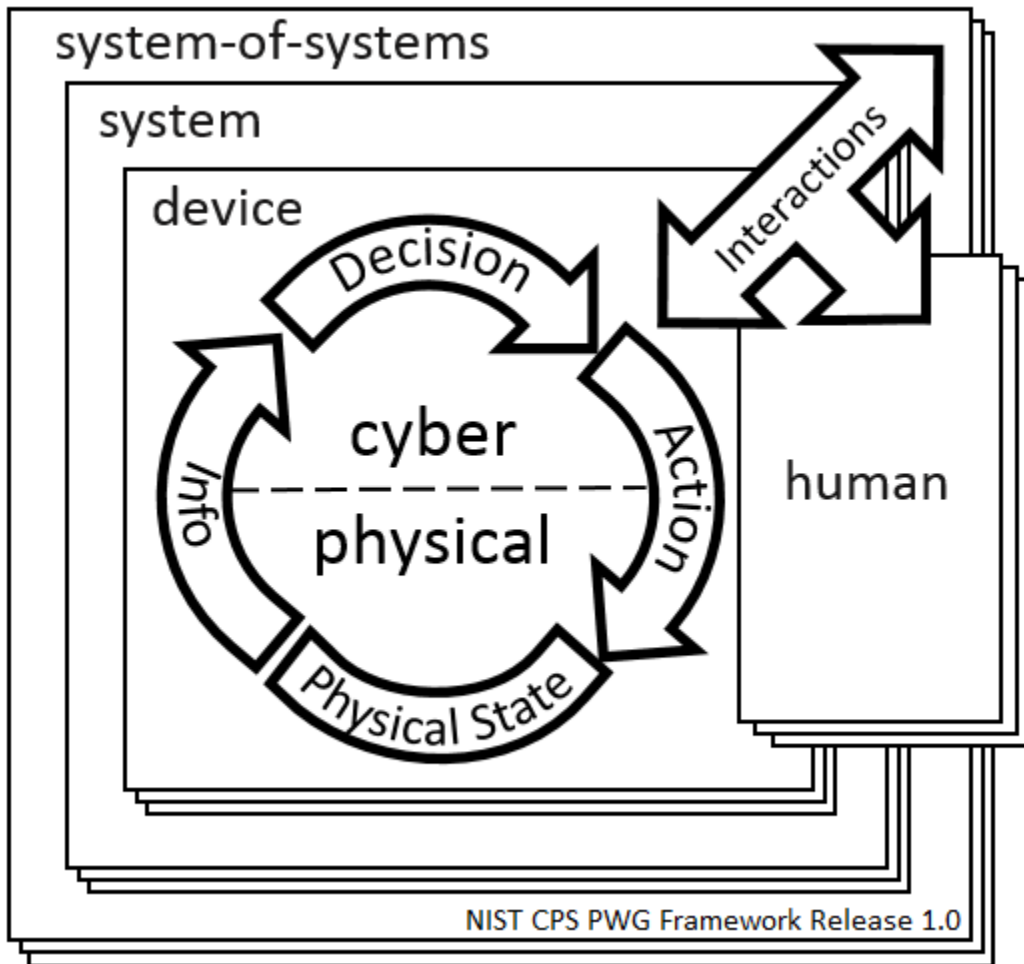 system-of-systems
system
device
Interactions
Decision
cyber
Action
human
Info
physical
Physical State
NIST CPS PWG Framework Release 1.0